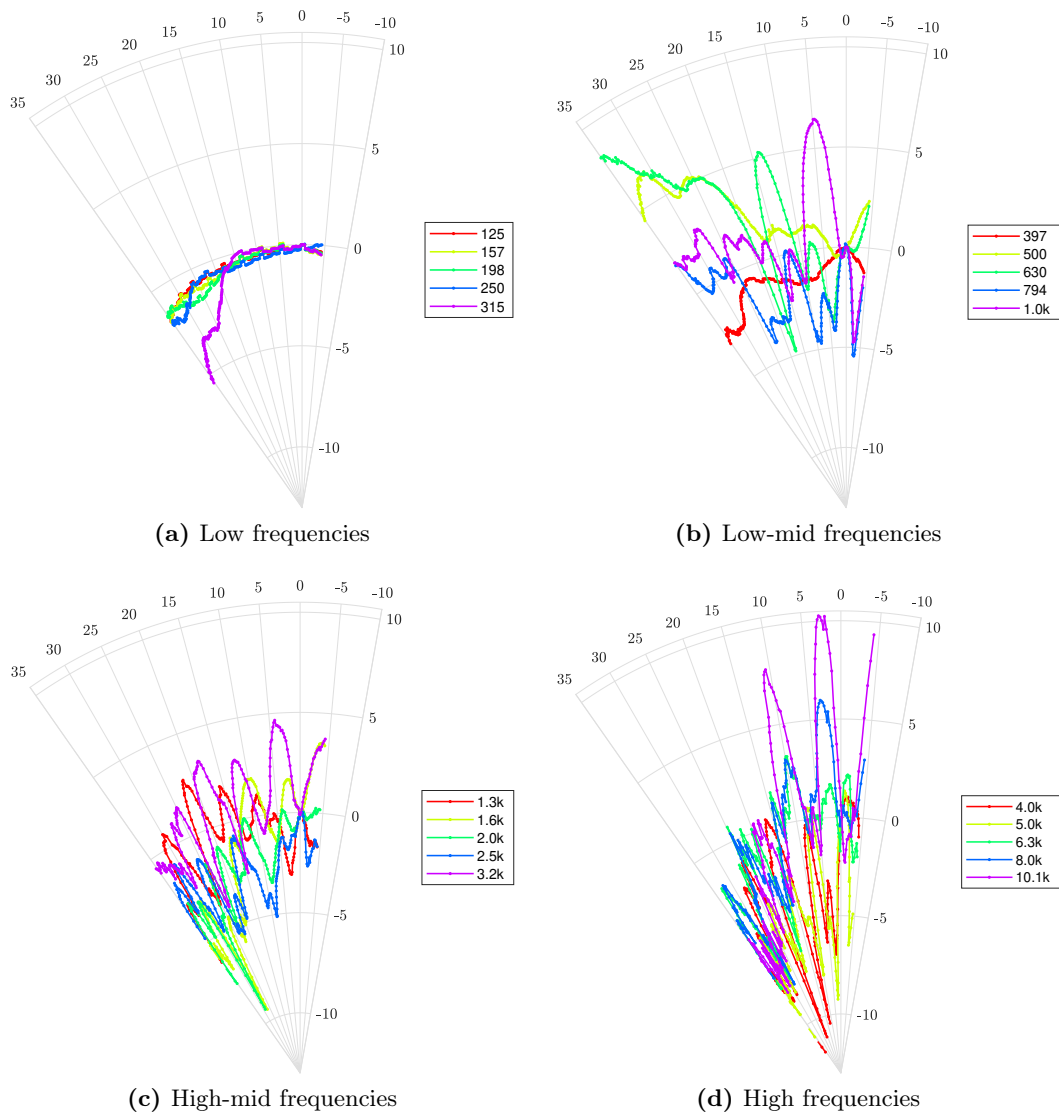 35 30 25 20 15 10 5 0 -5 -10
10
5
0
-5
-10
125
157
198
250
315
(a) Low frequencies
35 30 25 20 15 10 5 0 -5 -10
10
5
0
-5
-10
397
500
630
794
1.0k
(b) Low-mid frequencies
35 30 25 20 15 10 5 0 -5 -10
10
5
0
-5
-10
1.3k
1.6k
2.0k
2.5k
3.2k
(c) High-mid frequencies
35 30 25 20 15 10 5 0 -5 -10
10
5
0
-5
-10
4.0k
5.0k
6.3k
8.0k
10.1k
(d) High frequencies